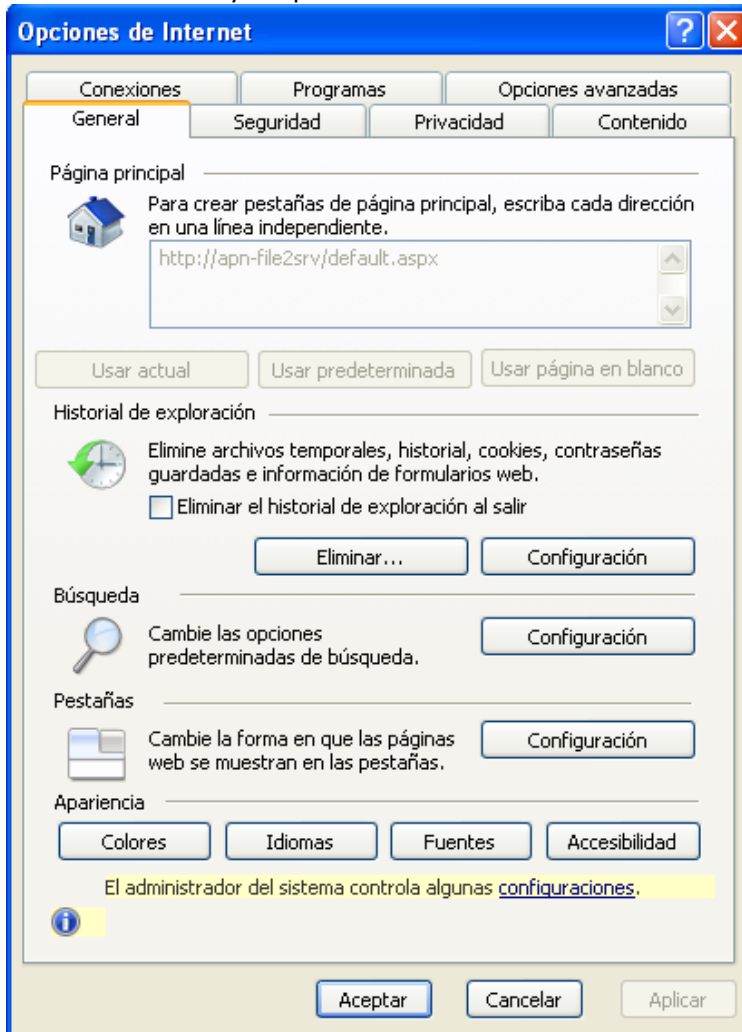 Opciones de Internet
Conexiones Programas Opciones avanzadas
General Seguridad Privacidad Contenido
Página principal
Para crear pestañas de página principal, escriba cada dirección
en una línea independiente.
http://apn-file2srv/default.aspx
Usar actual Usar predeterminada Usar página en blanco
Historial de exploración
Elimine archivos temporales, historial, cookies, contraseñas
guardadas e información de formularios web.
Eliminar el historial de exploración al salir
Eliminar... Configuración
Búsqueda
Cambie las opciones
predeterminadas de búsqueda.
Configuración
Pestañas
Cambie la forma en que las páginas
web se muestran en las pestañas.
Configuración
Apariencia
Colores Idiomas Fuentes Accesibilidad
El administrador del sistema controla algunas configuraciones.
Aceptar Cancelar Aplicar